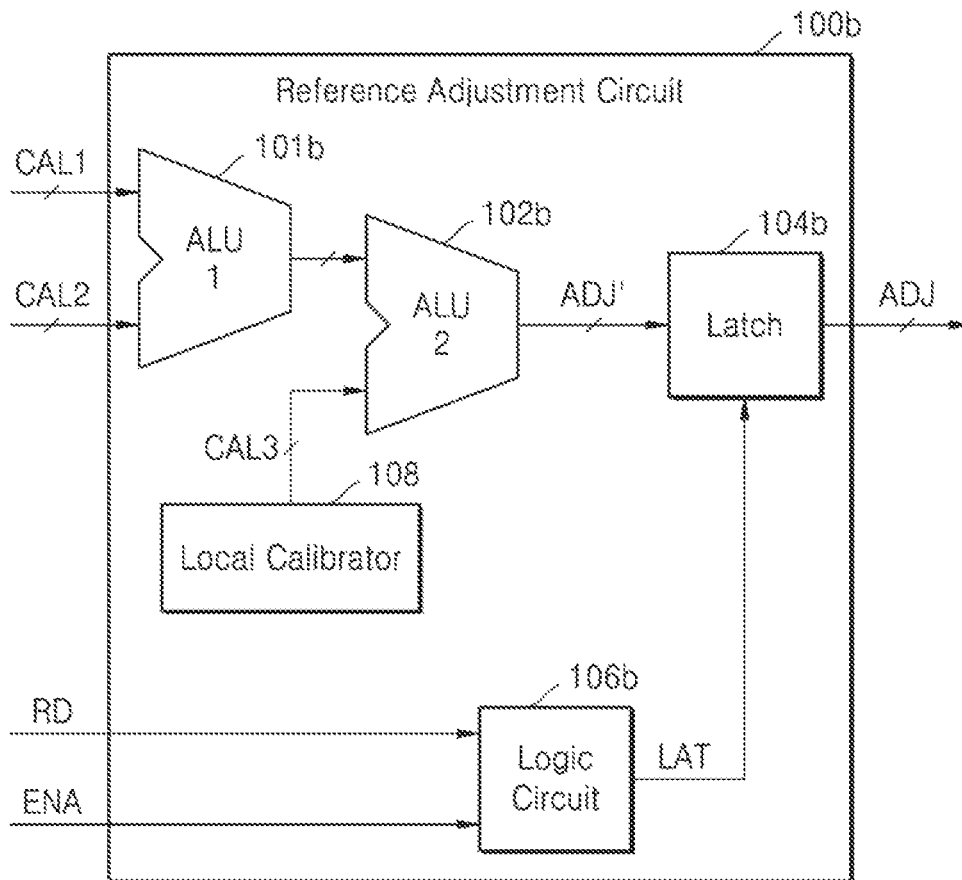 100b
Reference Adjustment Circuit
CAL1
101b
ALU
1
102b
104b
CAL2
ALU
2
ADJ'
Latch
ADJ
CAL3
108
Local Calibrator
106b
RD
Logic
Circuit
LAT
ENA